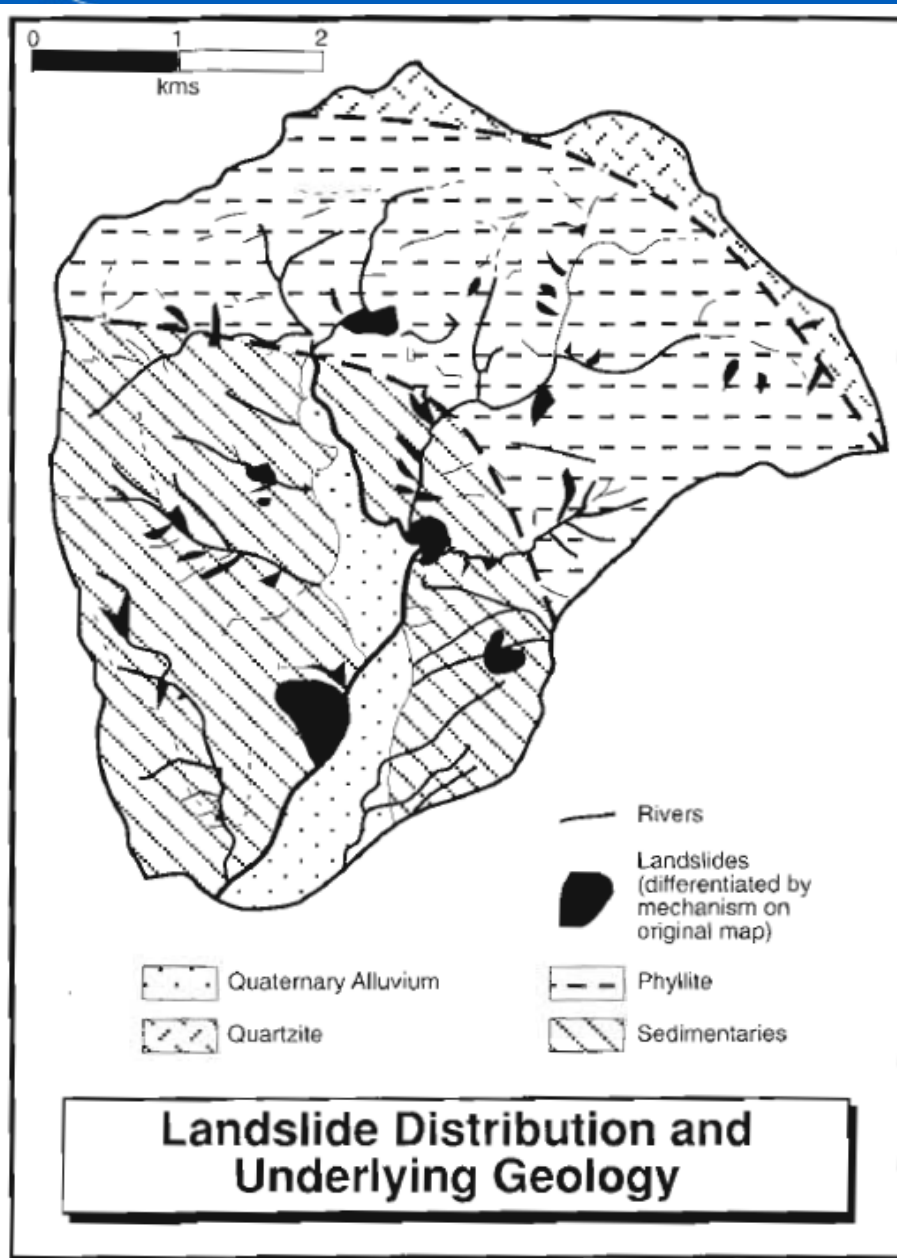 0 1 2
kms
Rivers
Landslides
(differentiated by
mechanism on
original map)
Quaternary Alluvium
Phyllite
Quartzite
Sedimentaries
Landslide Distribution and
Underlying Geology